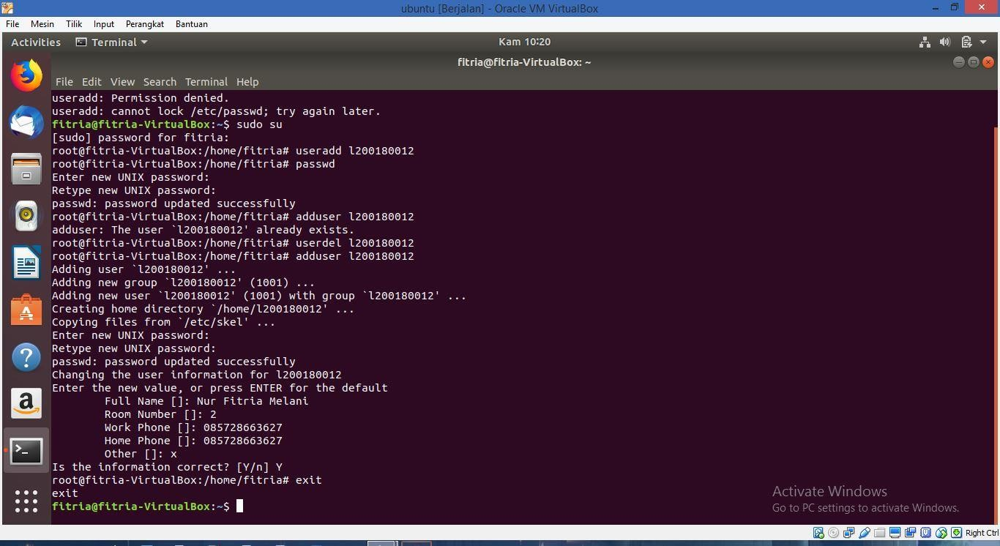 ubuntu [Berjalan] - Oracle VM VirtualBox
File Mesin Tilik Input Perangkat Bantuan
Activities Terminal Kam 10:20
fitria@fitria-VirtualBox: ~
File Edit View Search Terminal Help
useradd: Permission denied.
useradd: cannot lock /etc/passwd; try again later.
fitria@fitria-VirtualBox:~$ sudo su
[sudo] password for fitria:
root@fitria-VirtualBox:/home/fitria# useradd l200180012
root@fitria-VirtualBox:/home/fitria# passwd
Enter new UNIX password:
Retype new UNIX password:
passwd: password updated successfully
root@fitria-VirtualBox:/home/fitria# adduser l200180012
adduser: The user `l200180012' already exists.
root@fitria-VirtualBox:/home/fitria# userdel l200180012
root@fitria-VirtualBox:/home/fitria# adduser l200180012
Adding user `l200180012' ...
Adding new group `l200180012' (1001) ...
Adding new user `l200180012' (1001) with group `l200180012' ...
Creating home directory `/home/l200180012' ...
Copying files from `/etc/skel' ...
Enter new UNIX password:
Retype new UNIX password:
passwd: password updated successfully
Changing the user information for l200180012
Enter the new value, or press ENTER for the default
Full Name []: Nur Fitria Melani
Room Number []: 2
Work Phone []: 085728663627
Home Phone []: 085728663627
Other []: x
Is the information correct? [Y/n] Y
root@fitria-VirtualBox:/home/fitria# exit
exit
fitria@fitria-VirtualBox:~$
Activate Windows
Go to PC settings to activate Windows.
Right Ctrl